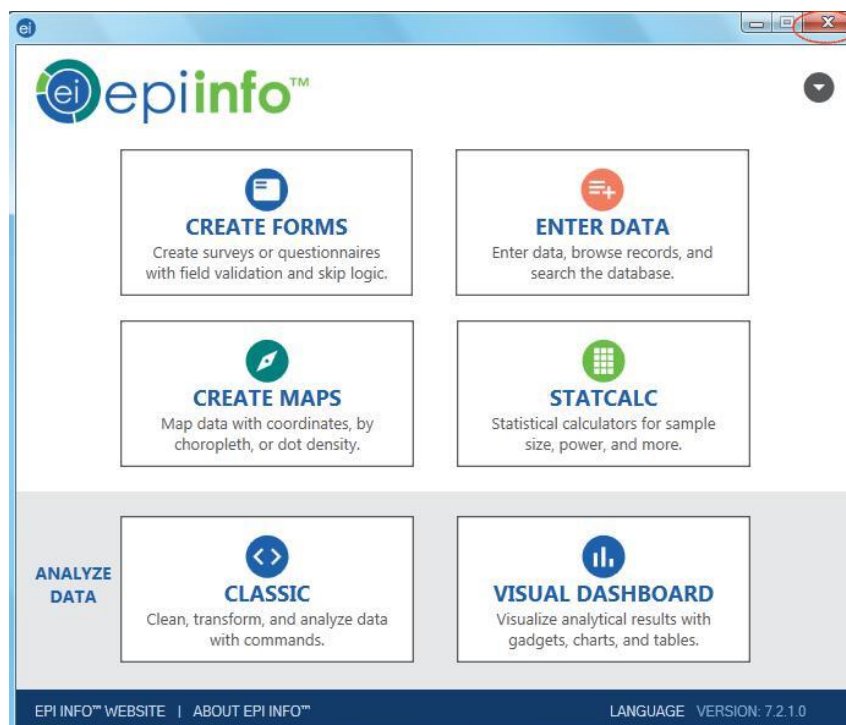 ei
ei epiinfo™
CREATE FORMS
Create surveys or questionnaires
with field validation and skip logic.
ENTER DATA
Enter data, browse records, and
search the database.
CREATE MAPS
Map data with coordinates, by
choropleth, or dot density.
STATCALC
Statistical calculators for sample
size, power, and more.
ANALYZE
DATA
CLASSIC
Clean, transform, and analyze data
with commands.
VISUAL DASHBOARD
Visualize analytical results with
gadgets, charts, and tables.
EPI INFO™ WEBSITE | ABOUT EPI INFO™ LANGUAGE VERSION: 7.2.1.0